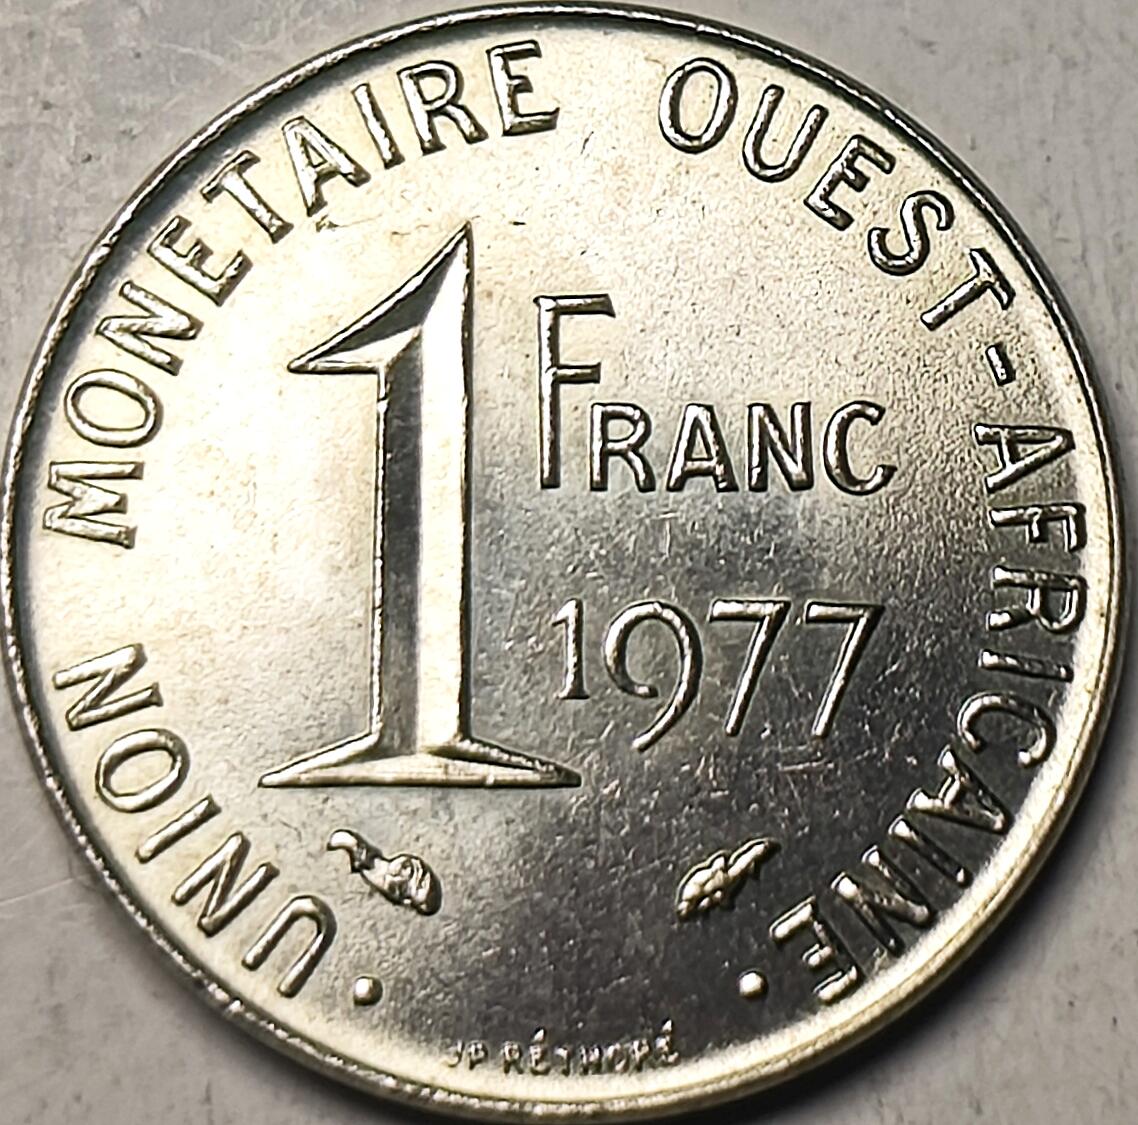 · UNION MONETAIRE OUEST-AFRICAINE ·
1
FRANC
1977
JP RÉTHORÉ